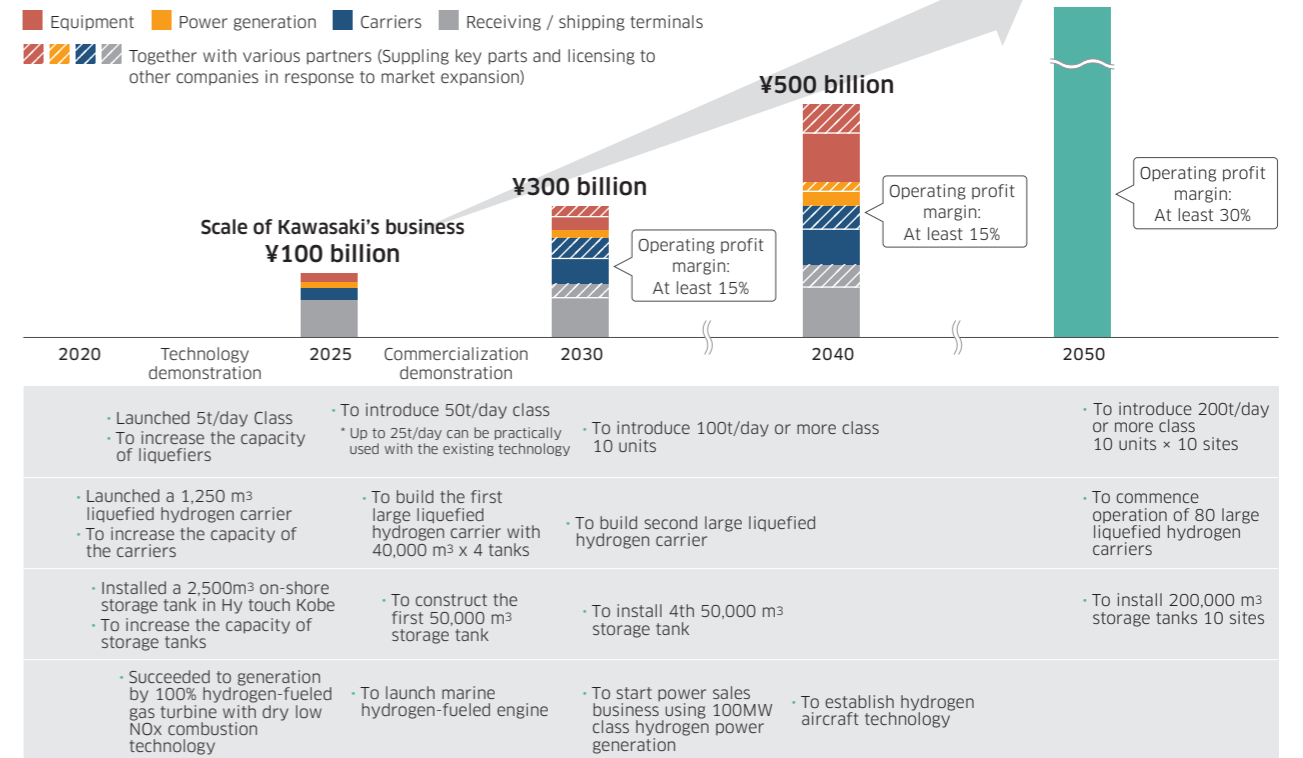 Equipment Power generation Carriers Receiving / shipping terminals
Together with various partners (Suppling key parts and licensing to
other companies in response to market expansion)
Scale of Kawasaki's business
¥100 billion
¥300 billion
Operating profit
margin:
At least 15%
¥500 billion
Operating profit
margin:
At least 15%
Operating profit
margin:
At least 30%
2020
Technology
demonstration
2025
Commercialization
demonstration
2030
2040
2050
· Launched 5t/day Class
· To increase the capacity
of liquefiers
· To introduce 50t/day class
* Up to 25t/day can be practically
used with the existing technology
· To introduce 100t/day or more class
10 units
· To introduce 200t/day
or more class
10 units × 10 sites
· Launched a 1,250 m3
liquefied hydrogen carrier
· To increase the capacity of
the carriers
· To build the first
large liquefied
hydrogen carrier with
40,000 m3 x 4 tanks
· To build second large liquefied
hydrogen carrier
· To commence
operation of 80 large
liquefied hydrogen
carriers
· Installed a 2,500m3 on-shore
storage tank in Hy touch Kobe
· To increase the capacity of
storage tanks
· To construct the
first 50,000 m3
storage tank
· To install 4th 50,000 m3
storage tank
· To install 200,000 m3
storage tanks 10 sites
· Succeeded to generation
by 100% hydrogen-fueled
gas turbine with dry low
NOx combustion
technology
· To launch marine
hydrogen-fueled engine
· To start power sales
business using 100MW
class hydrogen power
generation
· To establish hydrogen
aircraft technology